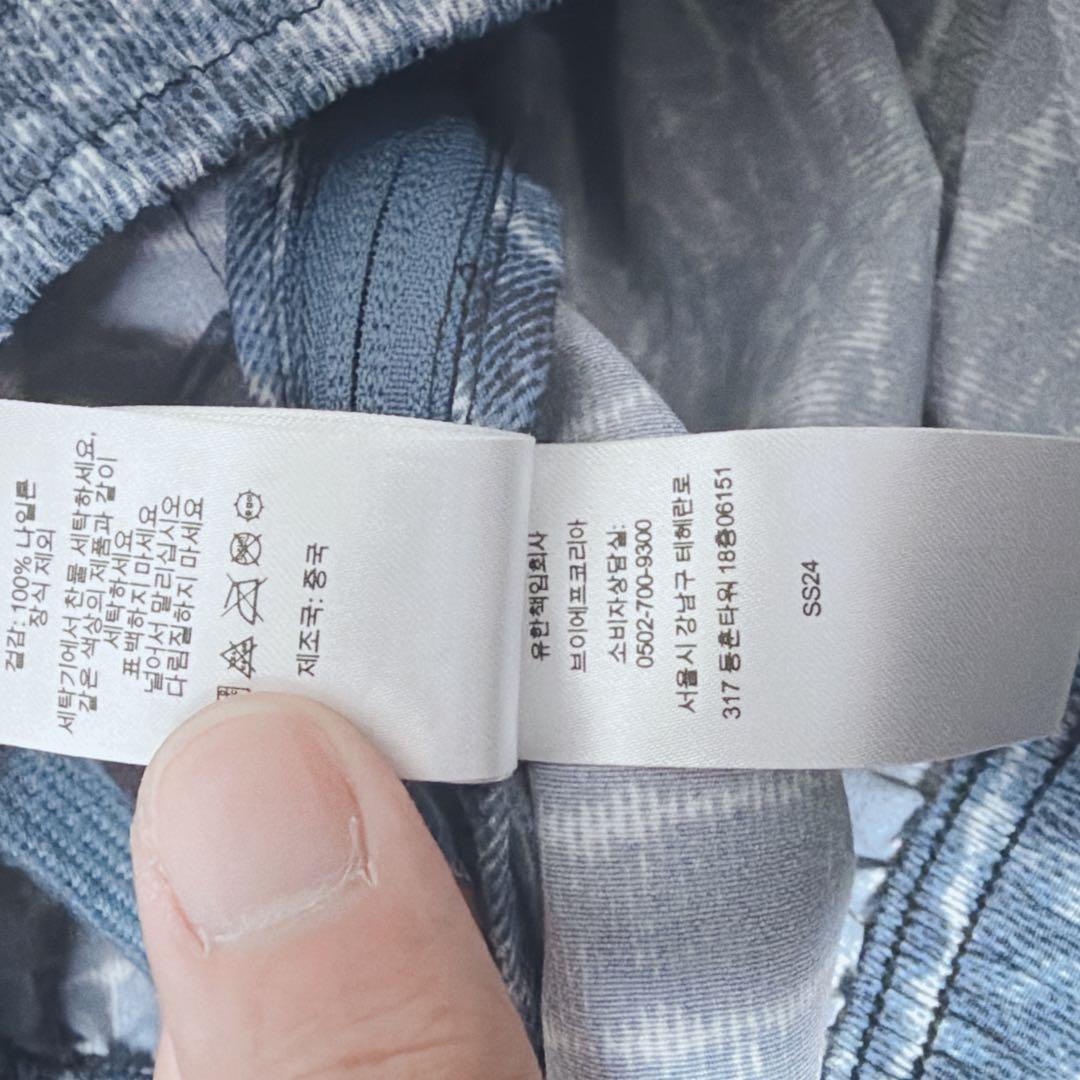 겉감: 100% 나일론
장식 제외
세탁기에서 찬물 세탁하세요,
같은 색상의 제품과 같이
세탁하세요
표백하지 마세요
널어서 말리십시오
다림질하지 마세요
제조국: 중국
유한책임회사
브이에프코리아
소비자상담실:
0502-700-9300
서울시 강남구 테헤란로
317 동훈타워 18층06151
SS24